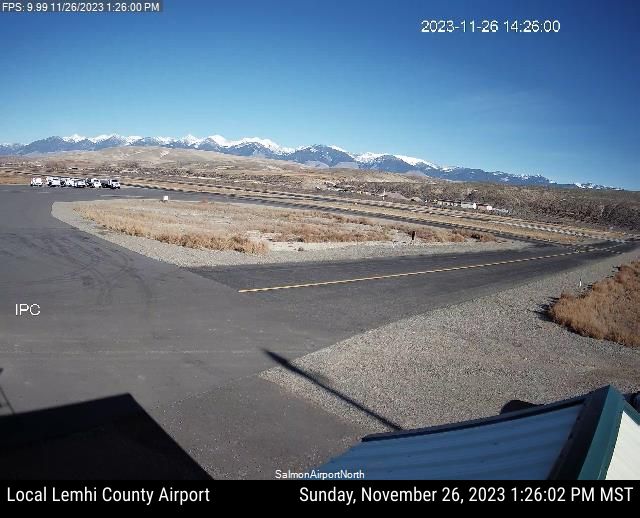 FPS: 9.99 11/26/2023 1:26:00 PM
2023-11-26 14:26:00
IPC
SalmonAirportNorth
Local Lemhi County Airport Sunday, November 26, 2023 1:26:02 PM MST